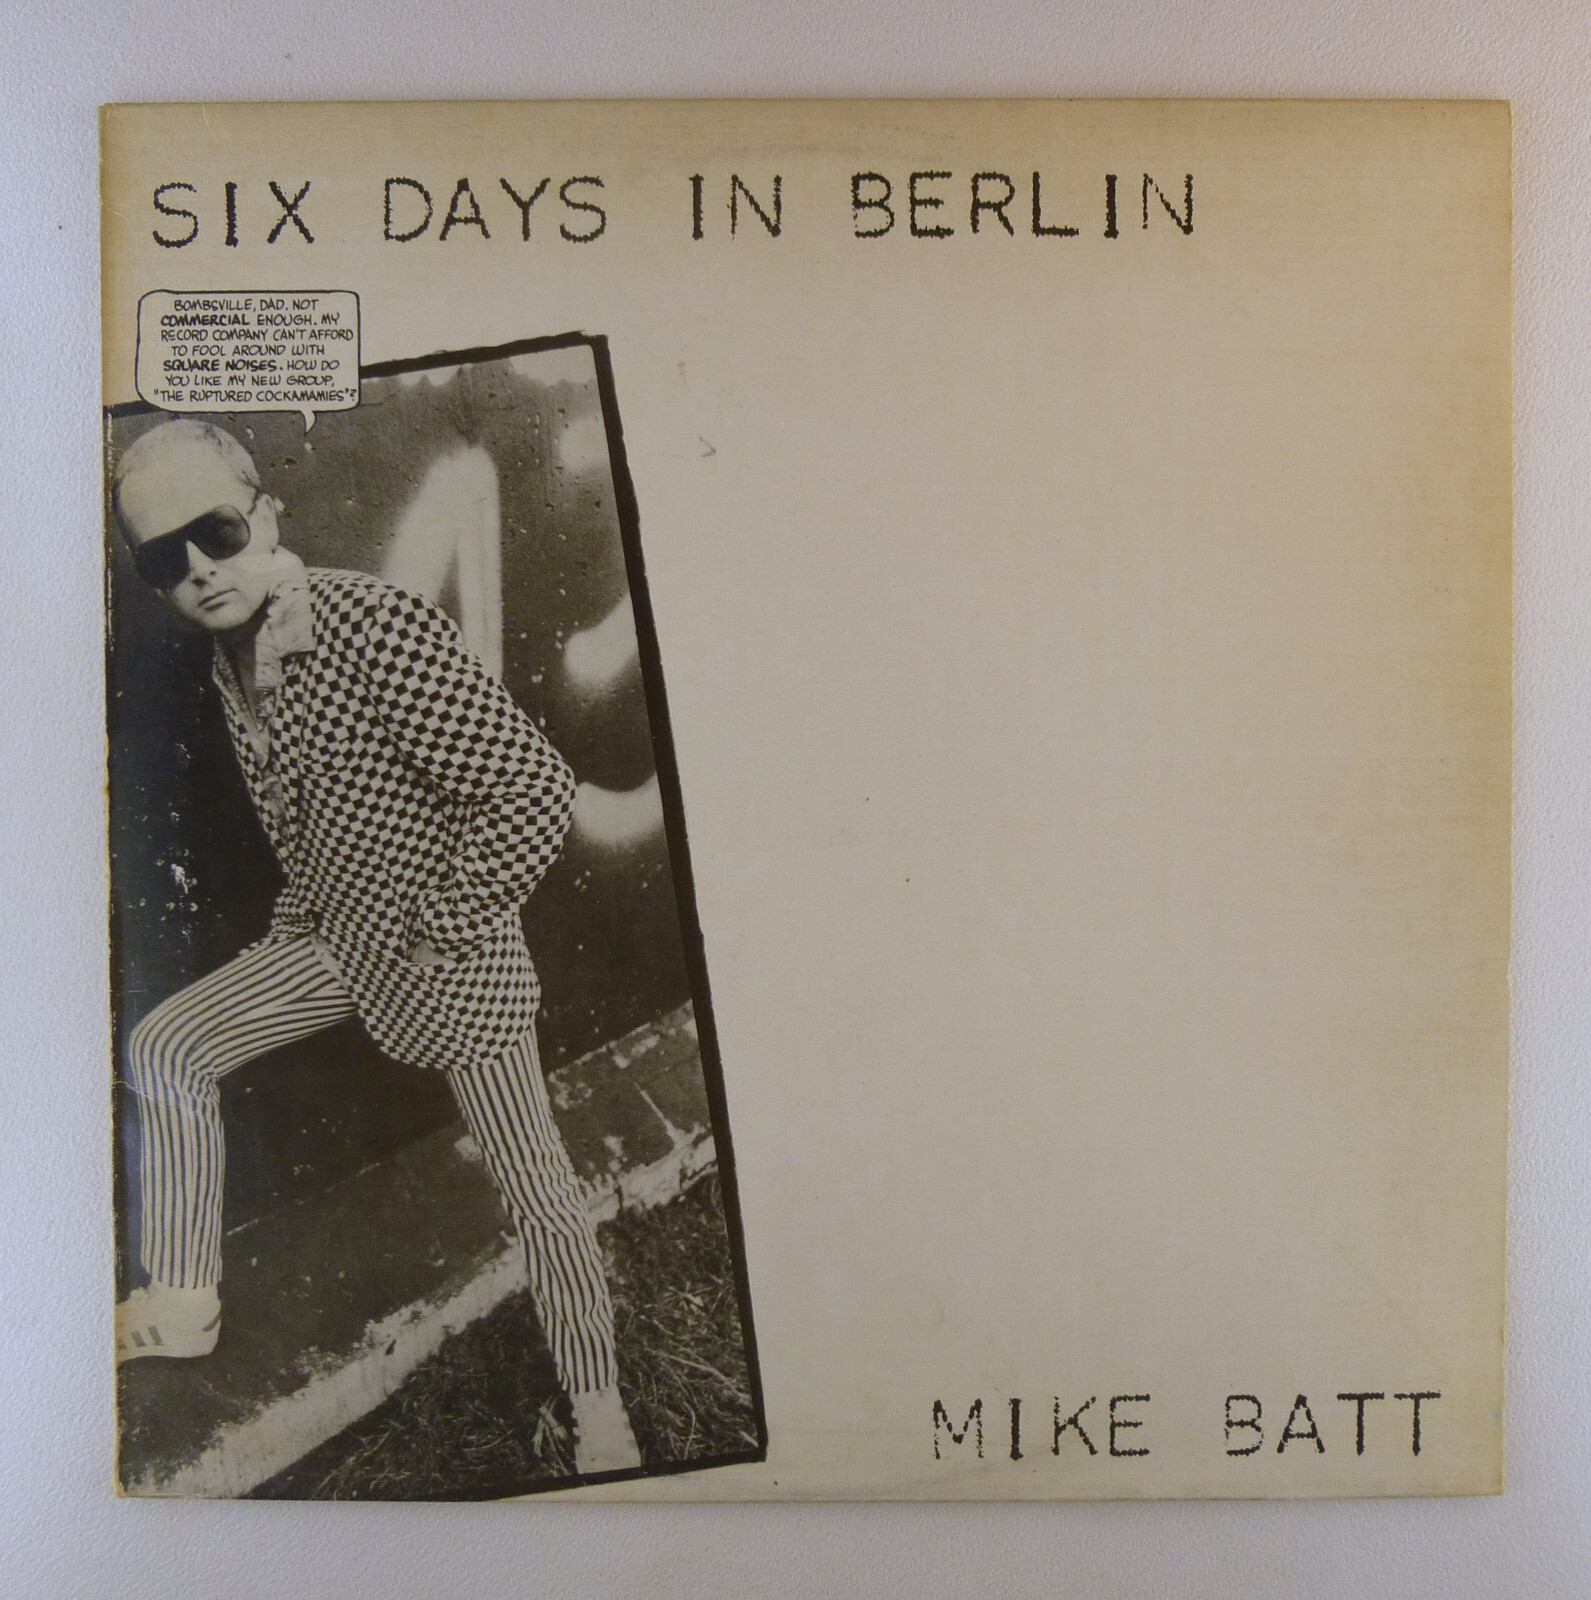 SIX DAYS IN BERLIN
BOMBSVILLE, DAD. NOT
COMMERCIAL ENOUGH. MY
RECORD COMPANY CAN'T AFFORD
TO FOOL AROUND WITH
SQUARE NOISES. HOW DO
YOU LIKE MY NEW GROUP,
"THE RUPTURED COCKAMAMIES"?
MIKE BATT